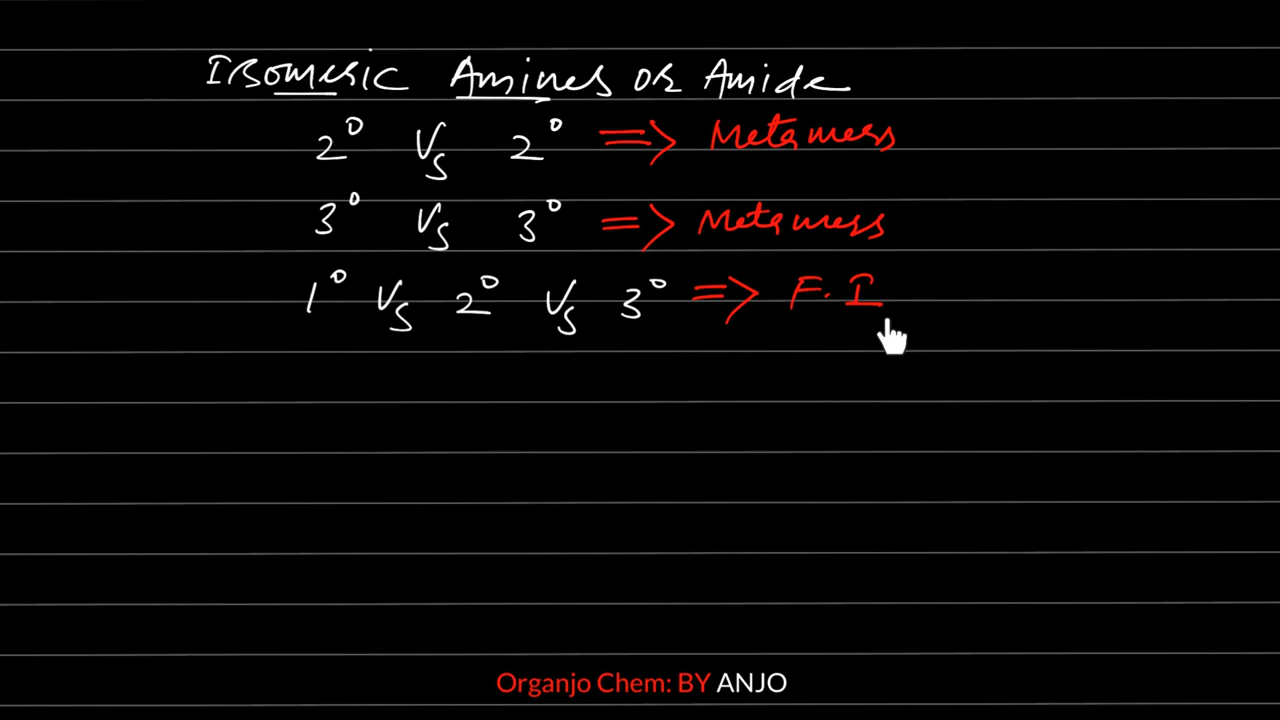 Isomeric Amines or Amide
2° Vs 2° => Metamers
3° Vs 3° => Metamers
1° Vs 2° Vs 3° => F. I
Organjo Chem: BY ANJO